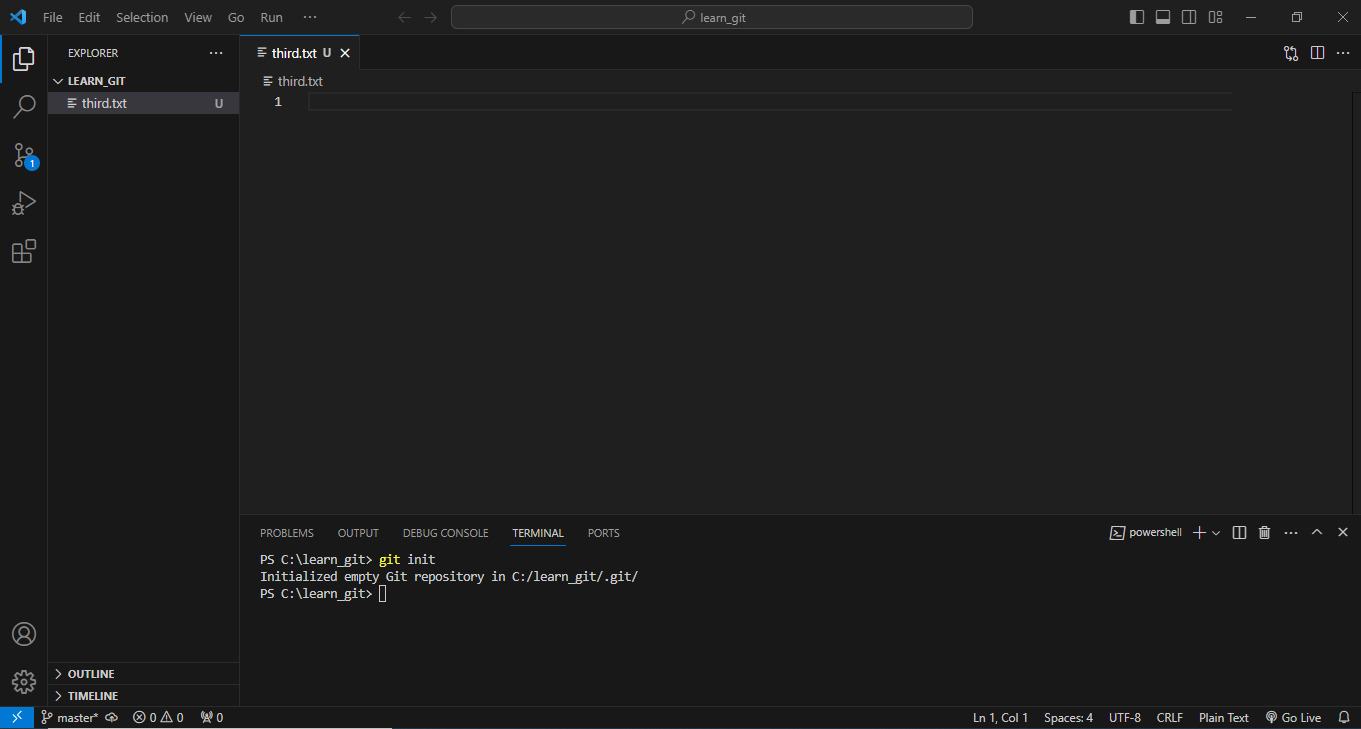 File Edit Selection View Go Run ···
learn_git
EXPLORER ···
LEARN_GIT
third.txt U
1
third.txt U
third.txt
1
PROBLEMS OUTPUT DEBUG CONSOLE TERMINAL PORTS
powershell
PS C:\learn_git> git init
Initialized empty Git repository in C:/learn_git/.git/
PS C:\learn_git>
OUTLINE
TIMELINE
master* 0 0 0 Ln 1, Col 1 Spaces: 4 UTF-8 CRLF Plain Text Go Live